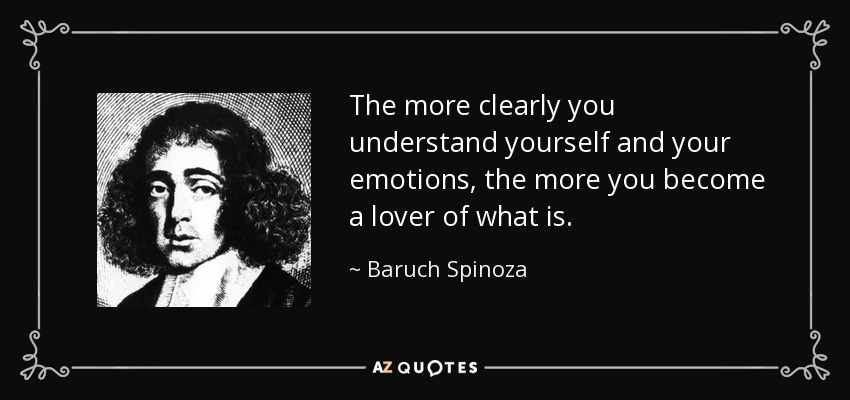 The more clearly you
understand yourself and your
emotions, the more you become
a lover of what is.
~ Baruch Spinoza
AZ QUOTES